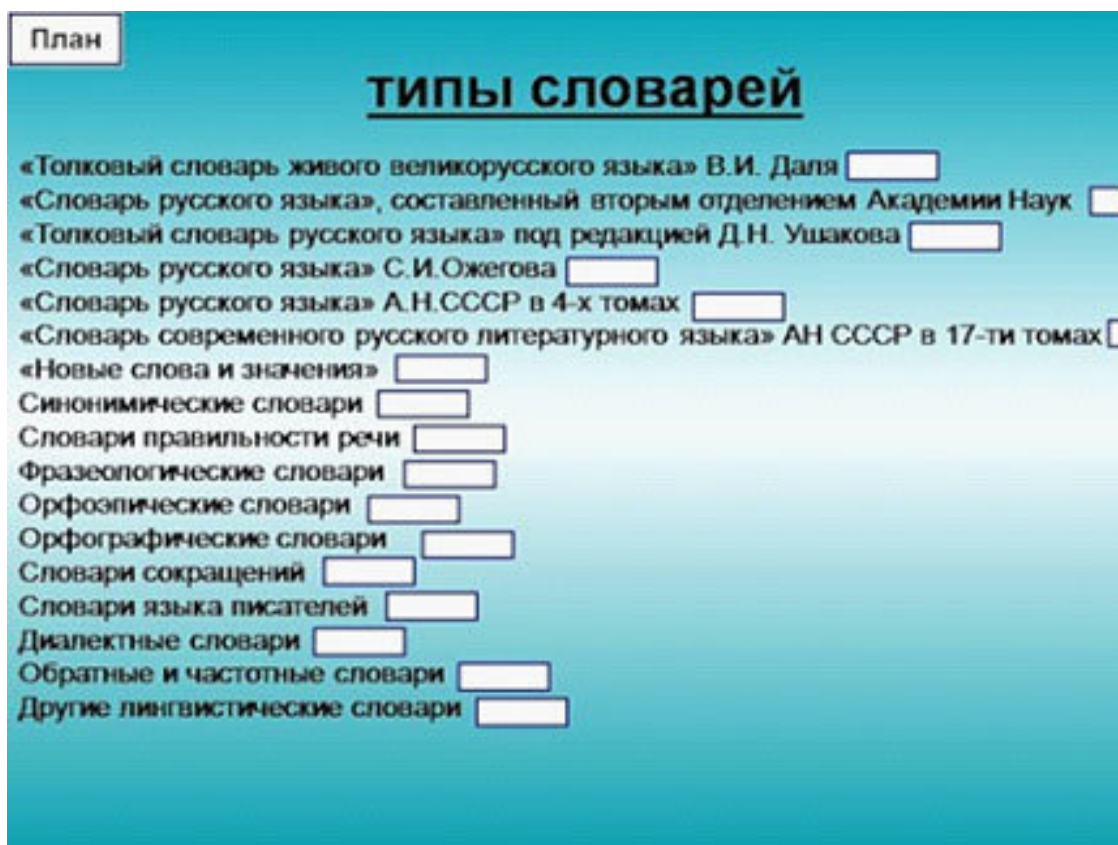 План
типы словарей
«Толковый словарь живого великорусского языка» В.И. Даля
«Словарь русского языка», составленный вторым отделением Академии Наук
«Толковый словарь русского языка» под редакцией Д.Н. Ушакова
«Словарь русского языка» С.И.Ожегова
«Словарь русского языка» А.Н.СССР в 4-х томах
«Словарь современного русского литературного языка» АН СССР в 17-ти томах
«Новые слова и значения»
Синонимические словари
Словари правильности речи
Фразеологические словари
Орфоэпические словари
Орфографические словари
Словари сокращений
Словари языка писателей
Диалектные словари
Обратные и частотные словари
Другие лингвистические словари